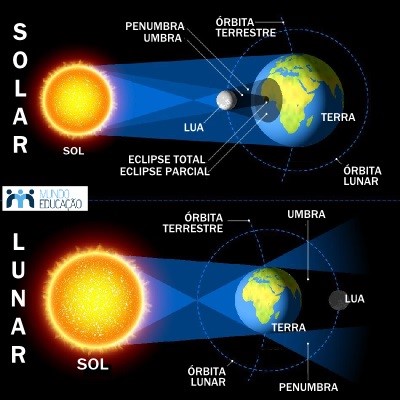 SOLAR
PENUMBRA
UMBRA
ÓRBITA
TERRESTRE
LUA
SOL
TERRA
ECLIPSE TOTAL
ECLIPSE PARCIAL
ÓRBITA
LUNAR
MUNDO
EDUCAÇÃO
LUNAR
ÓRBITA
TERRESTRE
UMBRA
LUA
TERRA
SOL
ÓRBITA
LUNAR
PENUMBRA